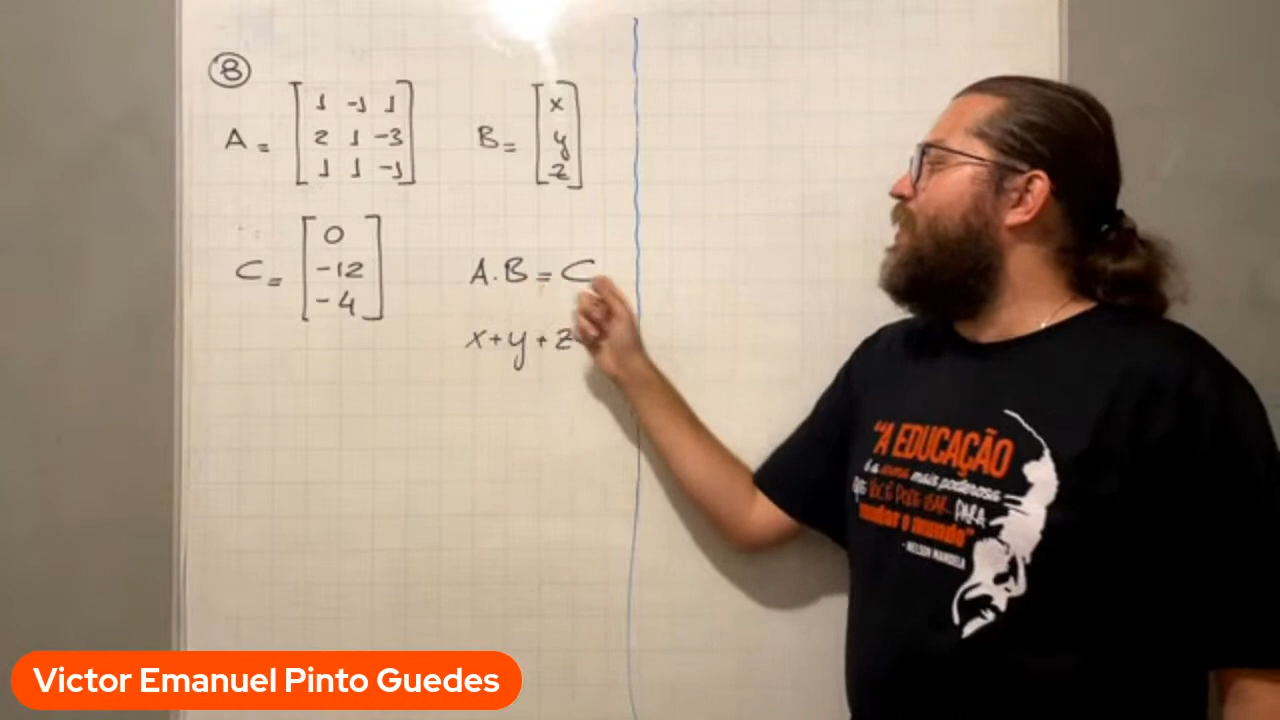 8
A = [1 -1 1
2 1 -3
1 1 -1]
B = [x
y
z]
C = [0
-12
-4]
A.B = C
x+y+z
"A EDUCAÇÃO
é a arma mais poderosa
que VOCÊ PODE USAR PARA
mudar o mundo"
- NELSON MANDELA
Victor Emanuel Pinto Guedes